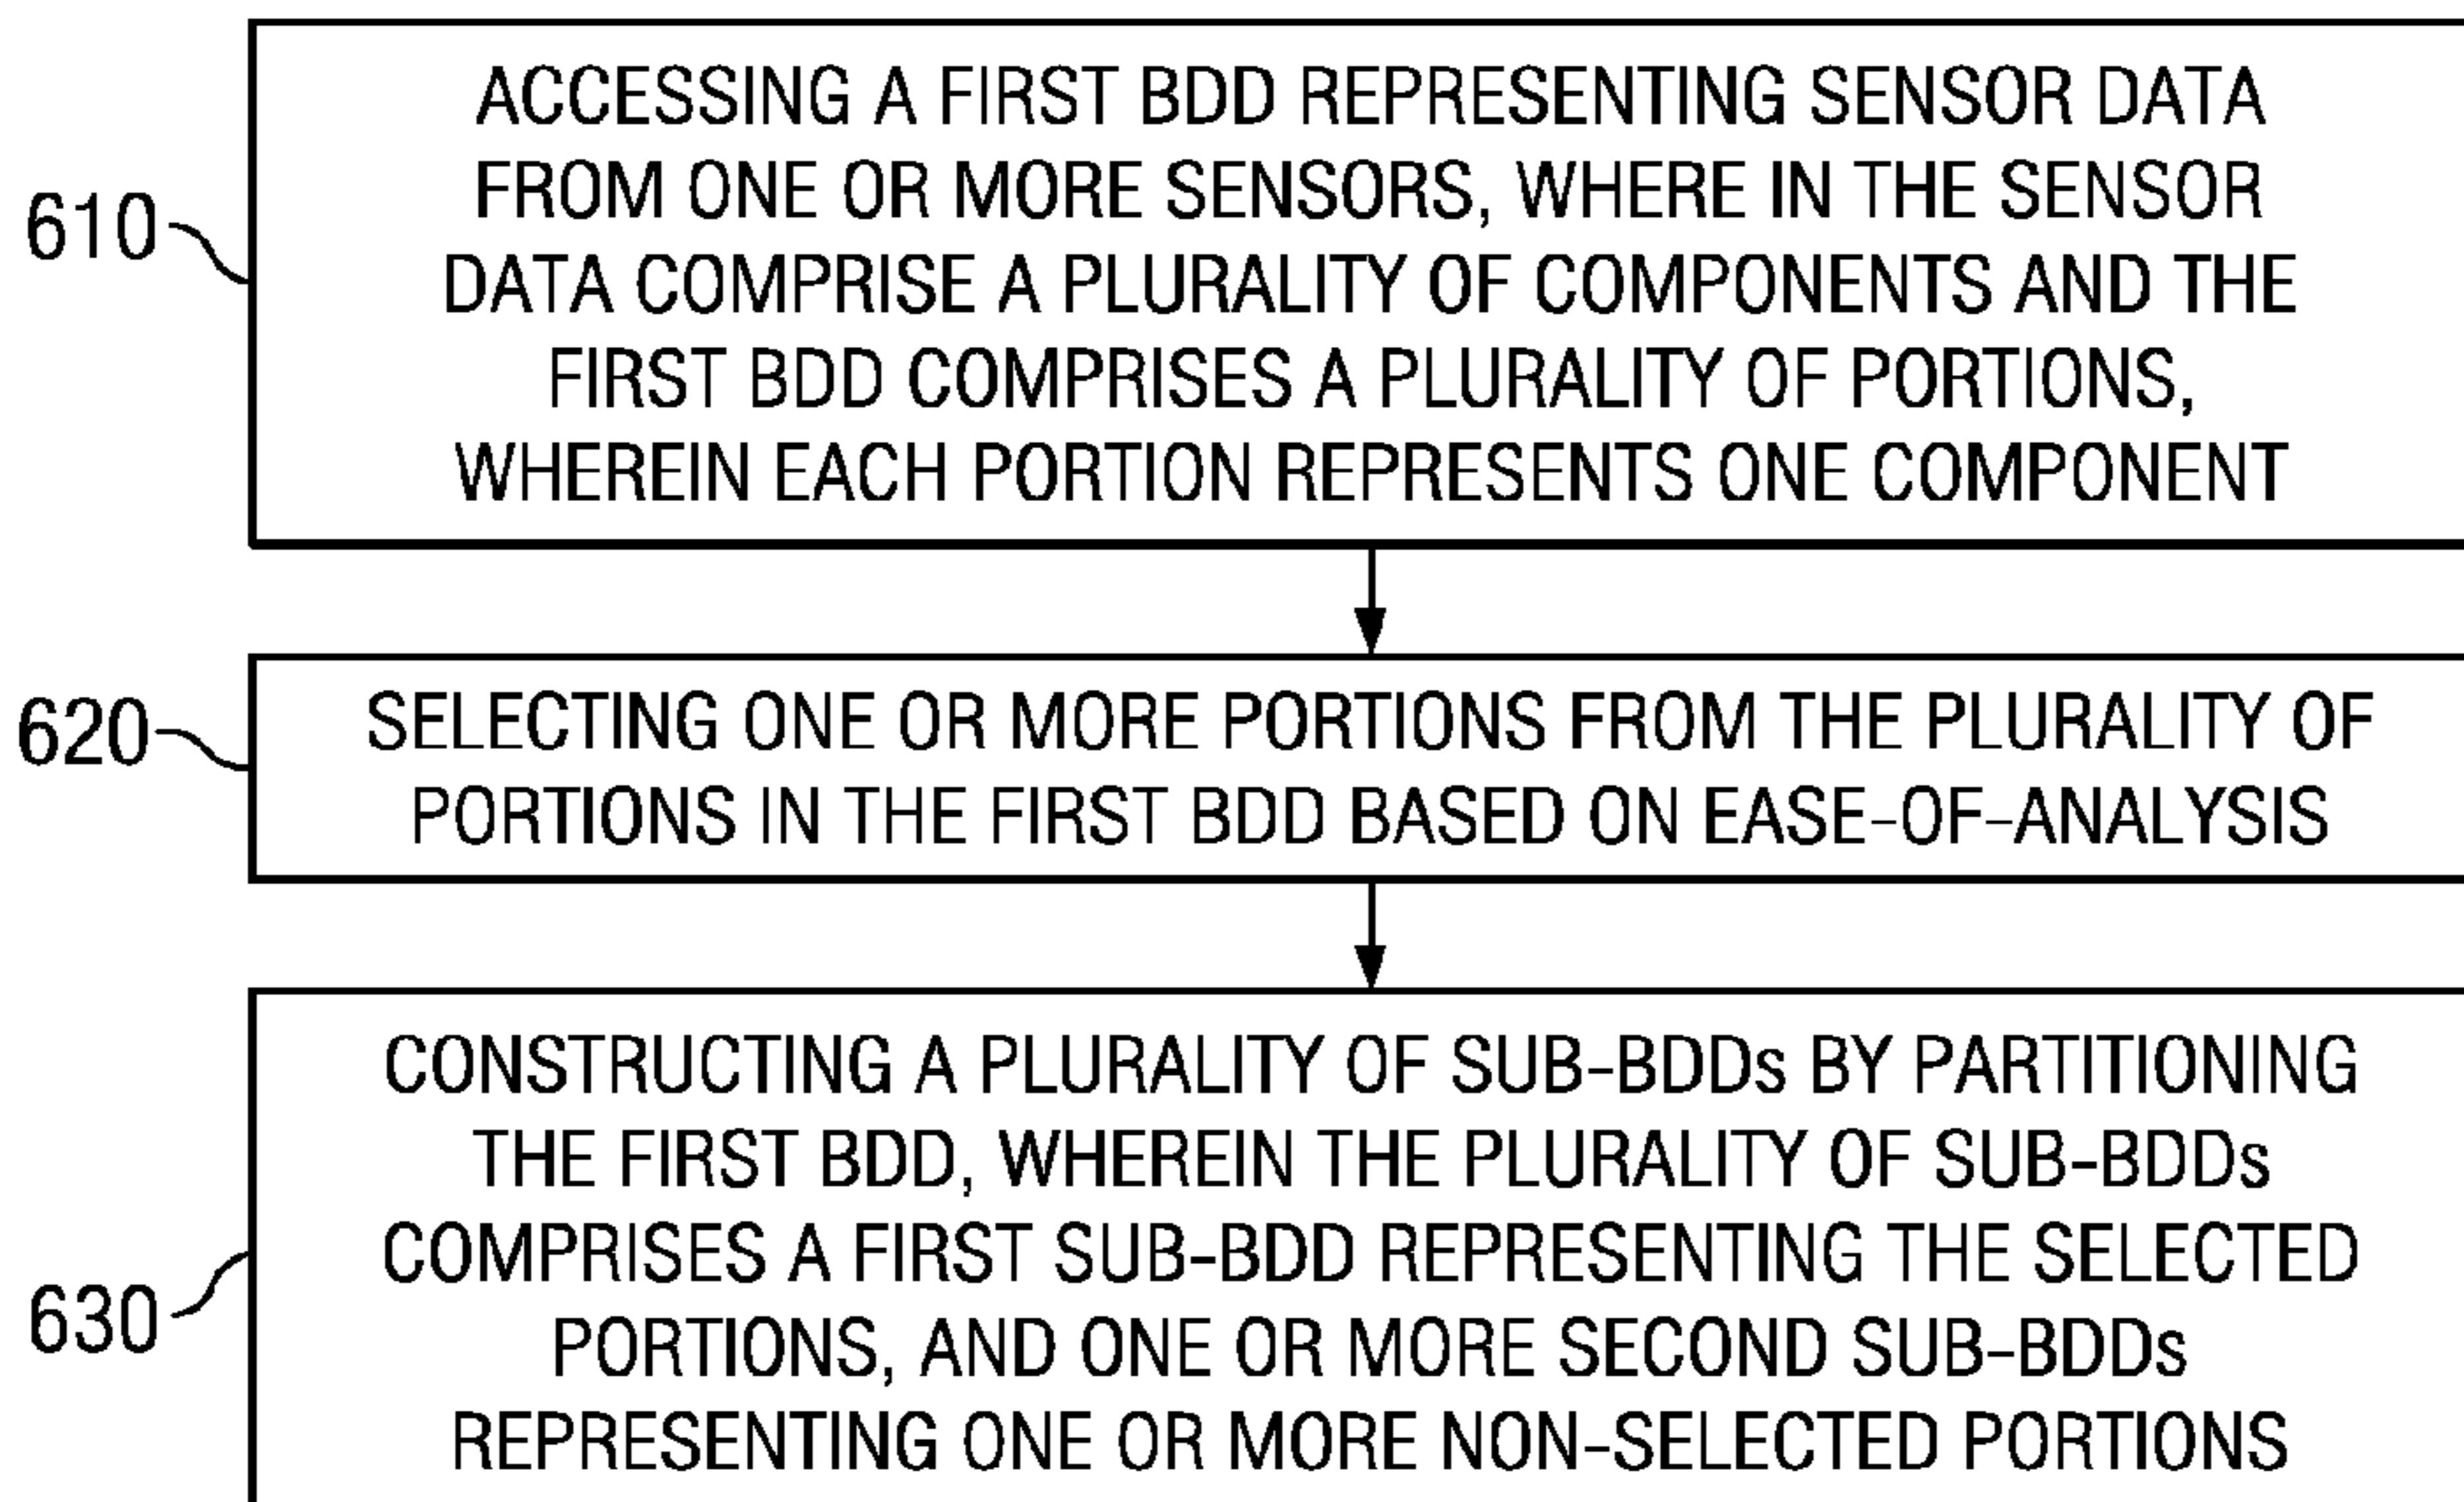 ACCESSING A FIRST BDD REPRESENTING SENSOR DATA
FROM ONE OR MORE SENSORS, WHERE IN THE SENSOR
DATA COMPRISE A PLURALITY OF COMPONENTS AND THE
FIRST BDD COMPRISES A PLURALITY OF PORTIONS,
WHEREIN EACH PORTION REPRESENTS ONE COMPONENT
610
SELECTING ONE OR MORE PORTIONS FROM THE PLURALITY OF
PORTIONS IN THE FIRST BDD BASED ON EASE-OF-ANALYSIS
620
CONSTRUCTING A PLURALITY OF SUB-BDDs BY PARTITIONING
THE FIRST BDD, WHEREIN THE PLURALITY OF SUB-BDDs
COMPRISES A FIRST SUB-BDD REPRESENTING THE SELECTED
PORTIONS, AND ONE OR MORE SECOND SUB-BDDs
REPRESENTING ONE OR MORE NON-SELECTED PORTIONS
630